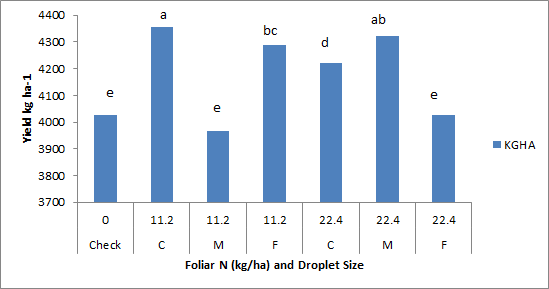 4400
4300
4200
4100
4000
3900
3800
3700
Yield kg ha-1
e
a
e
bc
d
ab
e
KGHA
0 11.2 11.2 11.2 22.4 22.4 22.4
Check C M F C M F
Foliar N (kg/ha) and Droplet Size